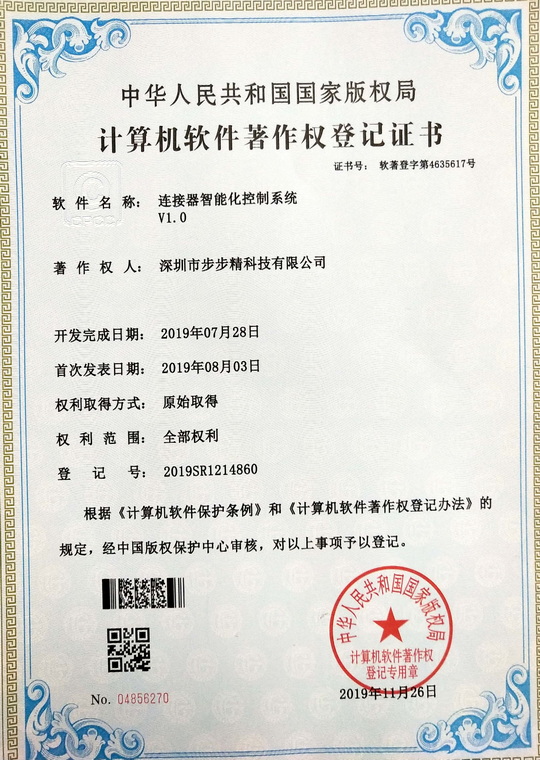 中华人民共和国国家版权局
计算机软件著作权登记证书
证书号： 软著登字第4635617号
软件名称： 连接器智能化控制系统
V1.0
著作权人： 深圳市步步精科技有限公司
开发完成日期： 2019年07月28日
首次发表日期： 2019年08月03日
权利取得方式： 原始取得
权利范围： 全部权利
登记号： 2019SR1214860
根据《计算机软件保护条例》和《计算机软件著作权登记办法》的
规定，经中国版权保护中心审核，对以上事项予以登记。
中华人民共和国国家版权局
计算机软件著作权
登记专用章
No. 04856270
2019年11月26日